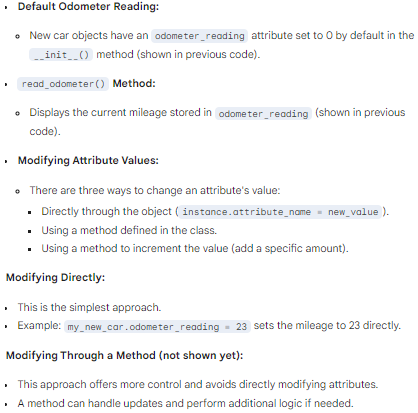 • Default Odometer Reading:
◦ New car objects have an odometer_reading attribute set to 0 by default in the
__init__() method (shown in previous code).
• read_odometer() Method:
◦ Displays the current mileage stored in odometer_reading (shown in previous
code).
• Modifying Attribute Values:
◦ There are three ways to change an attribute's value:
▪ Directly through the object ( instance.attribute_name = new_value ).
▪ Using a method defined in the class.
▪ Using a method to increment the value (add a specific amount).
Modifying Directly:
• This is the simplest approach.
• Example: my_new_car.odometer_reading = 23 sets the mileage to 23 directly.
Modifying Through a Method (not shown yet):
• This approach offers more control and avoids directly modifying attributes.
• A method can handle updates and perform additional logic if needed.